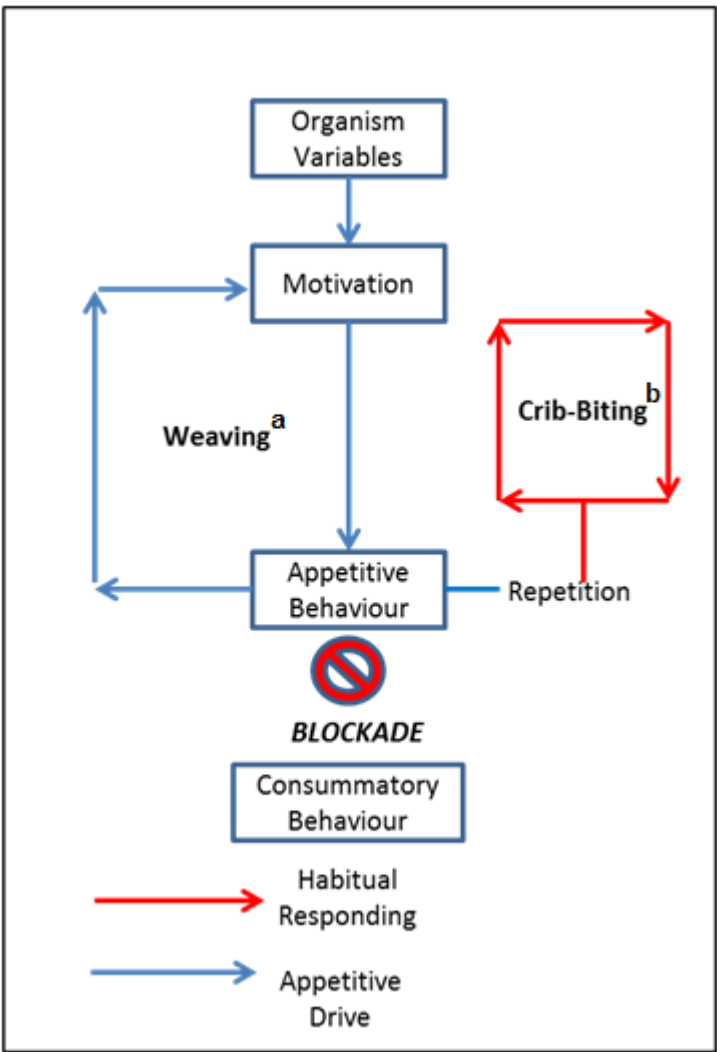 Organism
Variables
Motivation
Weaving a
Crib-Biting b
Appetitive
Behaviour
Repetition
BLOCKADE
Consummatory
Behaviour
Habitual
Responding
Appetitive
Drive